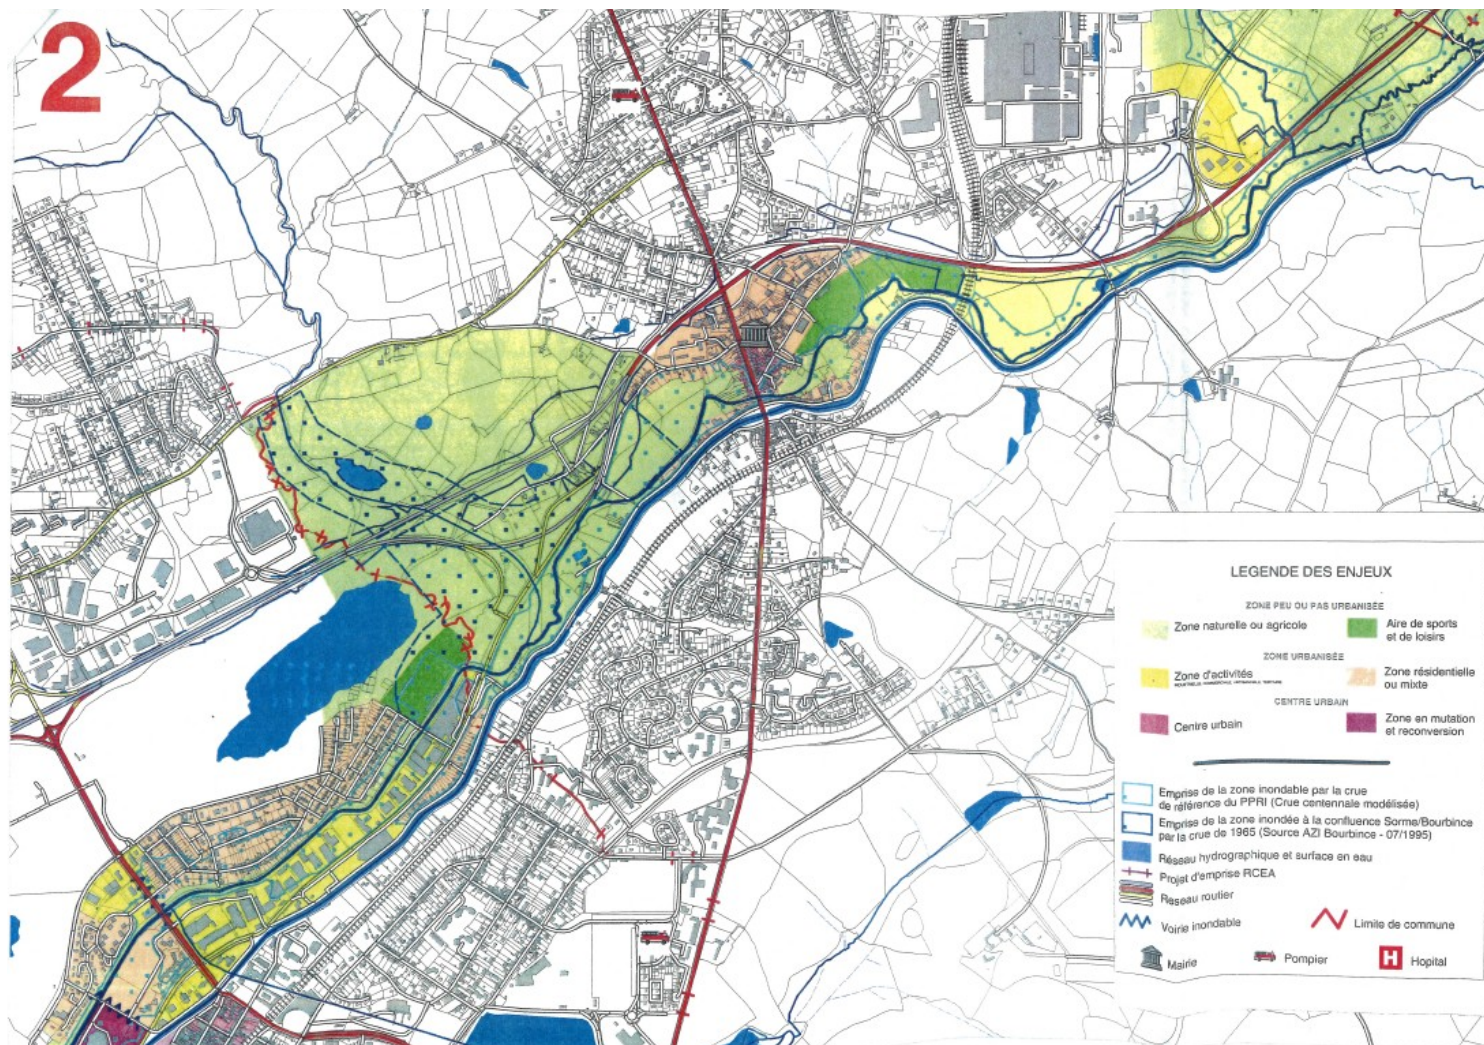 2
LEGENDE DES ENJEUX
ZONE PEU OU PAS URBANISÉE
Zone naturelle ou agricole
Aire de sports
et de loisirs
ZONE URBANISÉE
Zone d'activités
Zone résidentielle
ou mixte
CENTRE URBAIN
Centre urbain
Zone en mutation
et reconversion
Emprise de la zone inondable par la crue
de référence du PPRI (Crue centennale modélisée)
Emprise de la zone inondée à la confluence Sorme/Bourbince
par la crue de 1965 (Source AZI Bourbince - 07/1995)
Réseau hydrographique et surface en eau
Projet d'emprise RCEA
Réseau routier
Voirie inondable
Limite de commune
Mairie
Pompier
H
Hopital